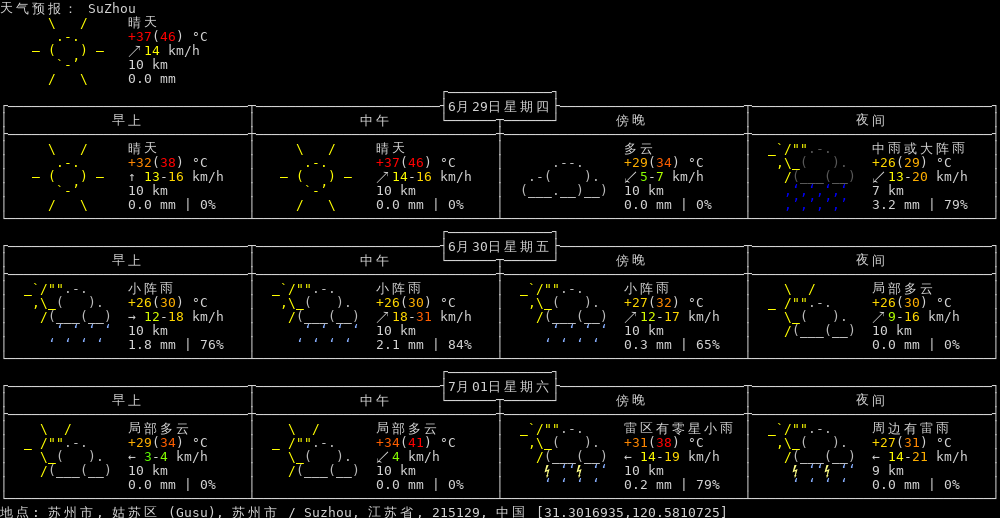 天气预报： SuZhou
晴天
+37(46) °C
↗14 km/h
10 km
0.0 mm
6月29日星期四
早上 中午 傍晚 夜间
晴天 晴天 多云 中雨或大阵雨
+32(38) °C +37(46) °C +29(34) °C +26(29) °C
↑ 13-16 km/h ↗14-16 km/h ↙5-7 km/h ↙13-20 km/h
10 km 10 km 10 km 7 km
0.0 mm | 0% 0.0 mm | 0% 0.0 mm | 0% 3.2 mm | 79%
6月30日星期五
早上 中午 傍晚 夜间
小阵雨 小阵雨 小阵雨 局部多云
+26(30) °C +26(30) °C +27(32) °C +26(30) °C
→ 12-18 km/h ↗18-31 km/h ↗12-17 km/h ↗9-16 km/h
10 km 10 km 10 km 10 km
1.8 mm | 76% 2.1 mm | 84% 0.3 mm | 65% 0.0 mm | 0%
7月01日星期六
早上 中午 傍晚 夜间
局部多云 局部多云 雷区有零星小雨 周边有雷雨
+29(34) °C +34(41) °C +31(38) °C +27(31) °C
← 3-4 km/h ↙4 km/h ← 14-19 km/h ← 14-21 km/h
10 km 10 km 10 km 9 km
0.0 mm | 0% 0.0 mm | 0% 0.2 mm | 79% 0.0 mm | 0%
地点: 苏州市, 姑苏区 (Gusu), 苏州市 / Suzhou, 江苏省, 215129, 中国 [31.3016935,120.5810725]